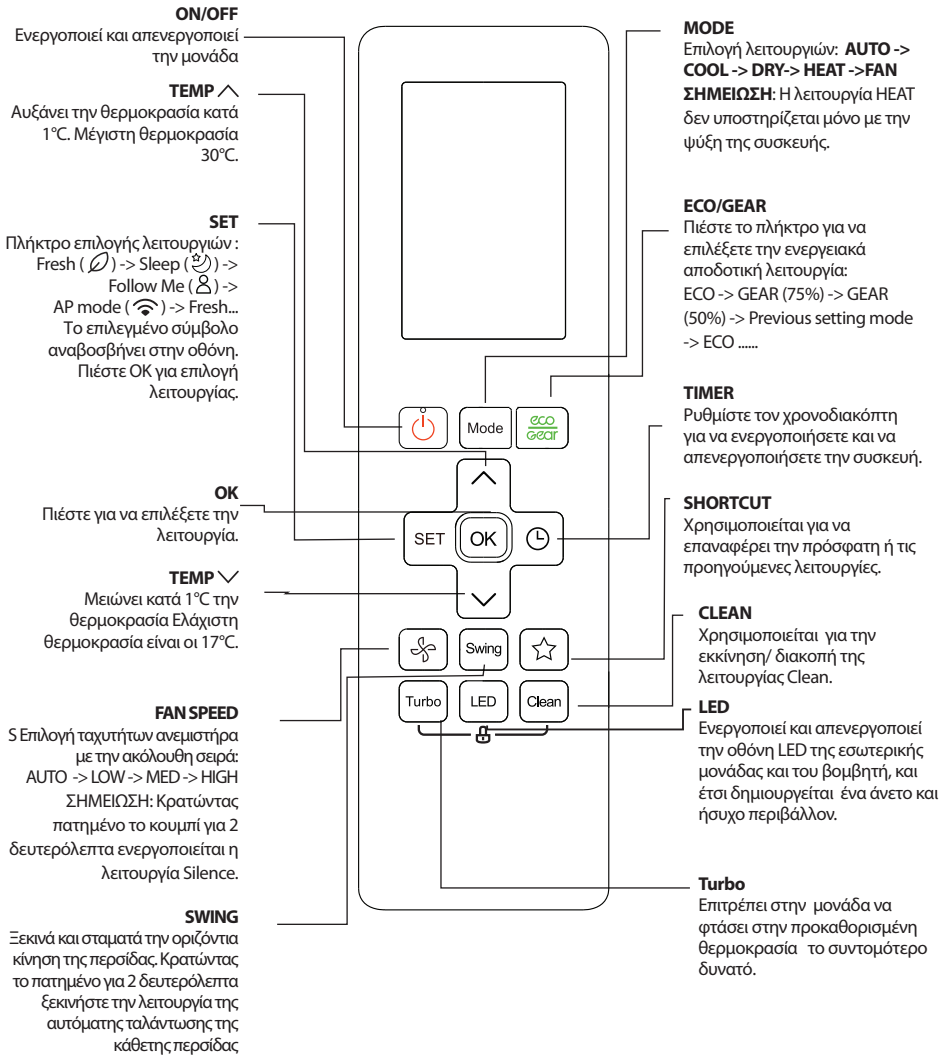 ON/OFF
Ενεργοποιεί και απενεργοποιεί
την μονάδα
TEMP
Αυξάνει την θερμοκρασία κατά
1°C. Μέγιστη θερμοκρασία
30°C.
SET
Πλήκτρο επιλογής λειτουργιών :
Fresh ( ) -> Sleep ( ) ->
Follow Me ( ) ->
AP mode ( ) -> Fresh...
Το επιλεγμένο σύμβολο
αναβοσβήνει στην οθόνη.
Πιέστε OK για επιλογή
λειτουργίας.
OK
Πιέστε για να επιλέξετε την
λειτουργία.
TEMP
Μειώνει κατά 1°C την
θερμοκρασία Ελάχιστη
θερμοκρασία είναι οι 17°C.
FAN SPEED
S Επιλογή ταχυτήτων ανεμιστήρα
με την ακόλουθη σειρά:
AUTO -> LOW -> MED -> HIGH
ΣΗΜΕΙΩΣΗ: Κρατώντας
πατημένο το κουμπί για 2
δευτερόλεπτα ενεργοποιείται η
λειτουργία Silence.
SWING
Ξεκινά και σταματά την οριζόντια
κίνηση της περσίδας. Κρατώντας
το πατημένο για 2 δευτερόλεπτα
ξεκινήστε την λειτουργία της
αυτόματης ταλάντωσης της
κάθετης περσίδας
Mode
eco
Gear
SET
OK
Swing
Turbo
LED
Clean
MODE
Επιλογή λειτουργιών: AUTO ->
COOL -> DRY-> HEAT ->FAN
ΣΗΜΕΙΩΣΗ: Η λειτουργία HEAT
δεν υποστηρίζεται μόνο με την
ψύξη της συσκευής.
ECO/GEAR
Πιέστε το πλήκτρο για να
επιλέξετε την ενεργειακά
αποδοτική λειτουργία:
ECO -> GEAR (75%) -> GEAR
(50%) -> Previous setting mode
-> ECO ......
TIMER
Ρυθμίστε τον χρονοδιακόπτη
για να ενεργοποιήσετε και να
απενεργοποιήσετε την συσκευή.
SHORTCUT
Χρησιμοποιείται για να
επαναφέρει την πρόσφατη ή τις
προηγούμενες λειτουργίες.
CLEAN
Χρησιμοποιείται για την
εκκίνηση/ διακοπή της
λειτουργίας Clean.
LED
Ενεργοποιεί και απενεργοποιεί
την οθόνη LED της εσωτερικής
μονάδας και του βομβητή, και
έτσι δημιουργείται ένα άνετο και
ήσυχο περιβάλλον.
Turbo
Επιτρέπει στην μονάδα να
φτάσει στην προκαθορισμένη
θερμοκρασία το συντομότερο
δυνατό.